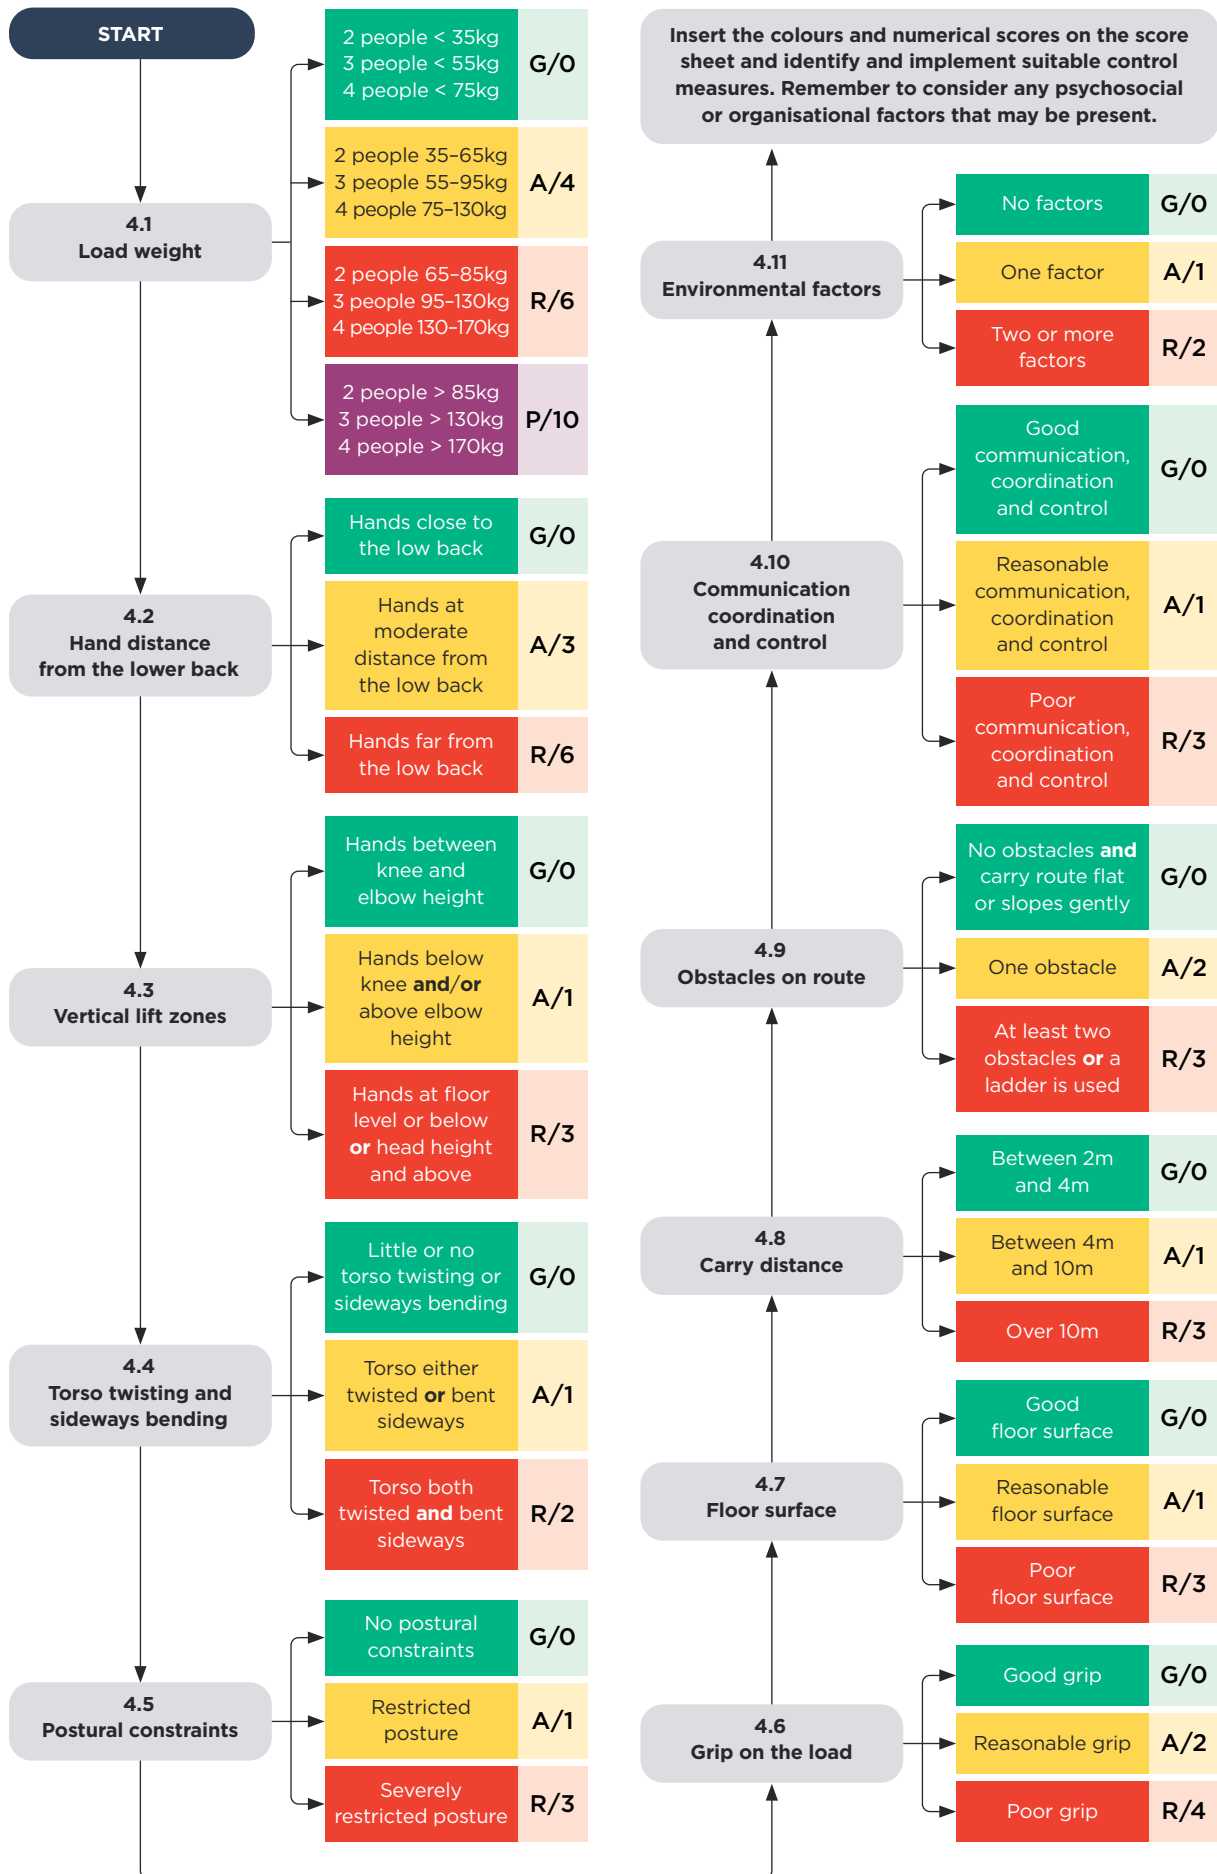 START
4.1
Load weight
2 people < 35kg
3 people < 55kg
4 people < 75kg
G/0
2 people 35–65kg
3 people 55–95kg
4 people 75–130kg
A/4
2 people 65–85kg
3 people 95–130kg
4 people 130–170kg
R/6
2 people > 85kg
3 people > 130kg
4 people > 170kg
P/10
4.2
Hand distance
from the lower back
Hands close to
the low back
G/0
Hands at
moderate
distance from
the low back
A/3
Hands far from
the low back
R/6
4.3
Vertical lift zones
Hands between
knee and
elbow height
G/0
Hands below
knee and/or
above elbow
height
A/1
Hands at floor
level or below
or head height
and above
R/3
4.4
Torso twisting and
sideways bending
Little or no
torso twisting or
sideways bending
G/0
Torso either
twisted or bent
sideways
A/1
Torso both
twisted and bent
sideways
R/2
4.5
Postural constraints
No postural
constraints
G/0
Restricted
posture
A/1
Severely
restricted posture
R/3
4.6
Grip on the load
Good grip
G/0
Reasonable grip
A/2
Poor grip
R/4
4.7
Floor surface
Good
floor surface
G/0
Reasonable
floor surface
A/1
Poor
floor surface
R/3
4.8
Carry distance
Between 2m
and 4m
G/0
Between 4m
and 10m
A/1
Over 10m
R/3
4.9
Obstacles on route
No obstacles and
carry route flat
or slopes gently
G/0
One obstacle
A/2
At least two
obstacles or a
ladder is used
R/3
4.10
Communication
coordination
and control
Good
communication,
coordination
and control
G/0
Reasonable
communication,
coordination
and control
A/1
Poor
communication,
coordination
and control
R/3
4.11
Environmental factors
No factors
G/0
One factor
A/1
Two or more
factors
R/2
Insert the colours and numerical scores on the score
sheet and identify and implement suitable control
measures. Remember to consider any psychosocial
or organisational factors that may be present.